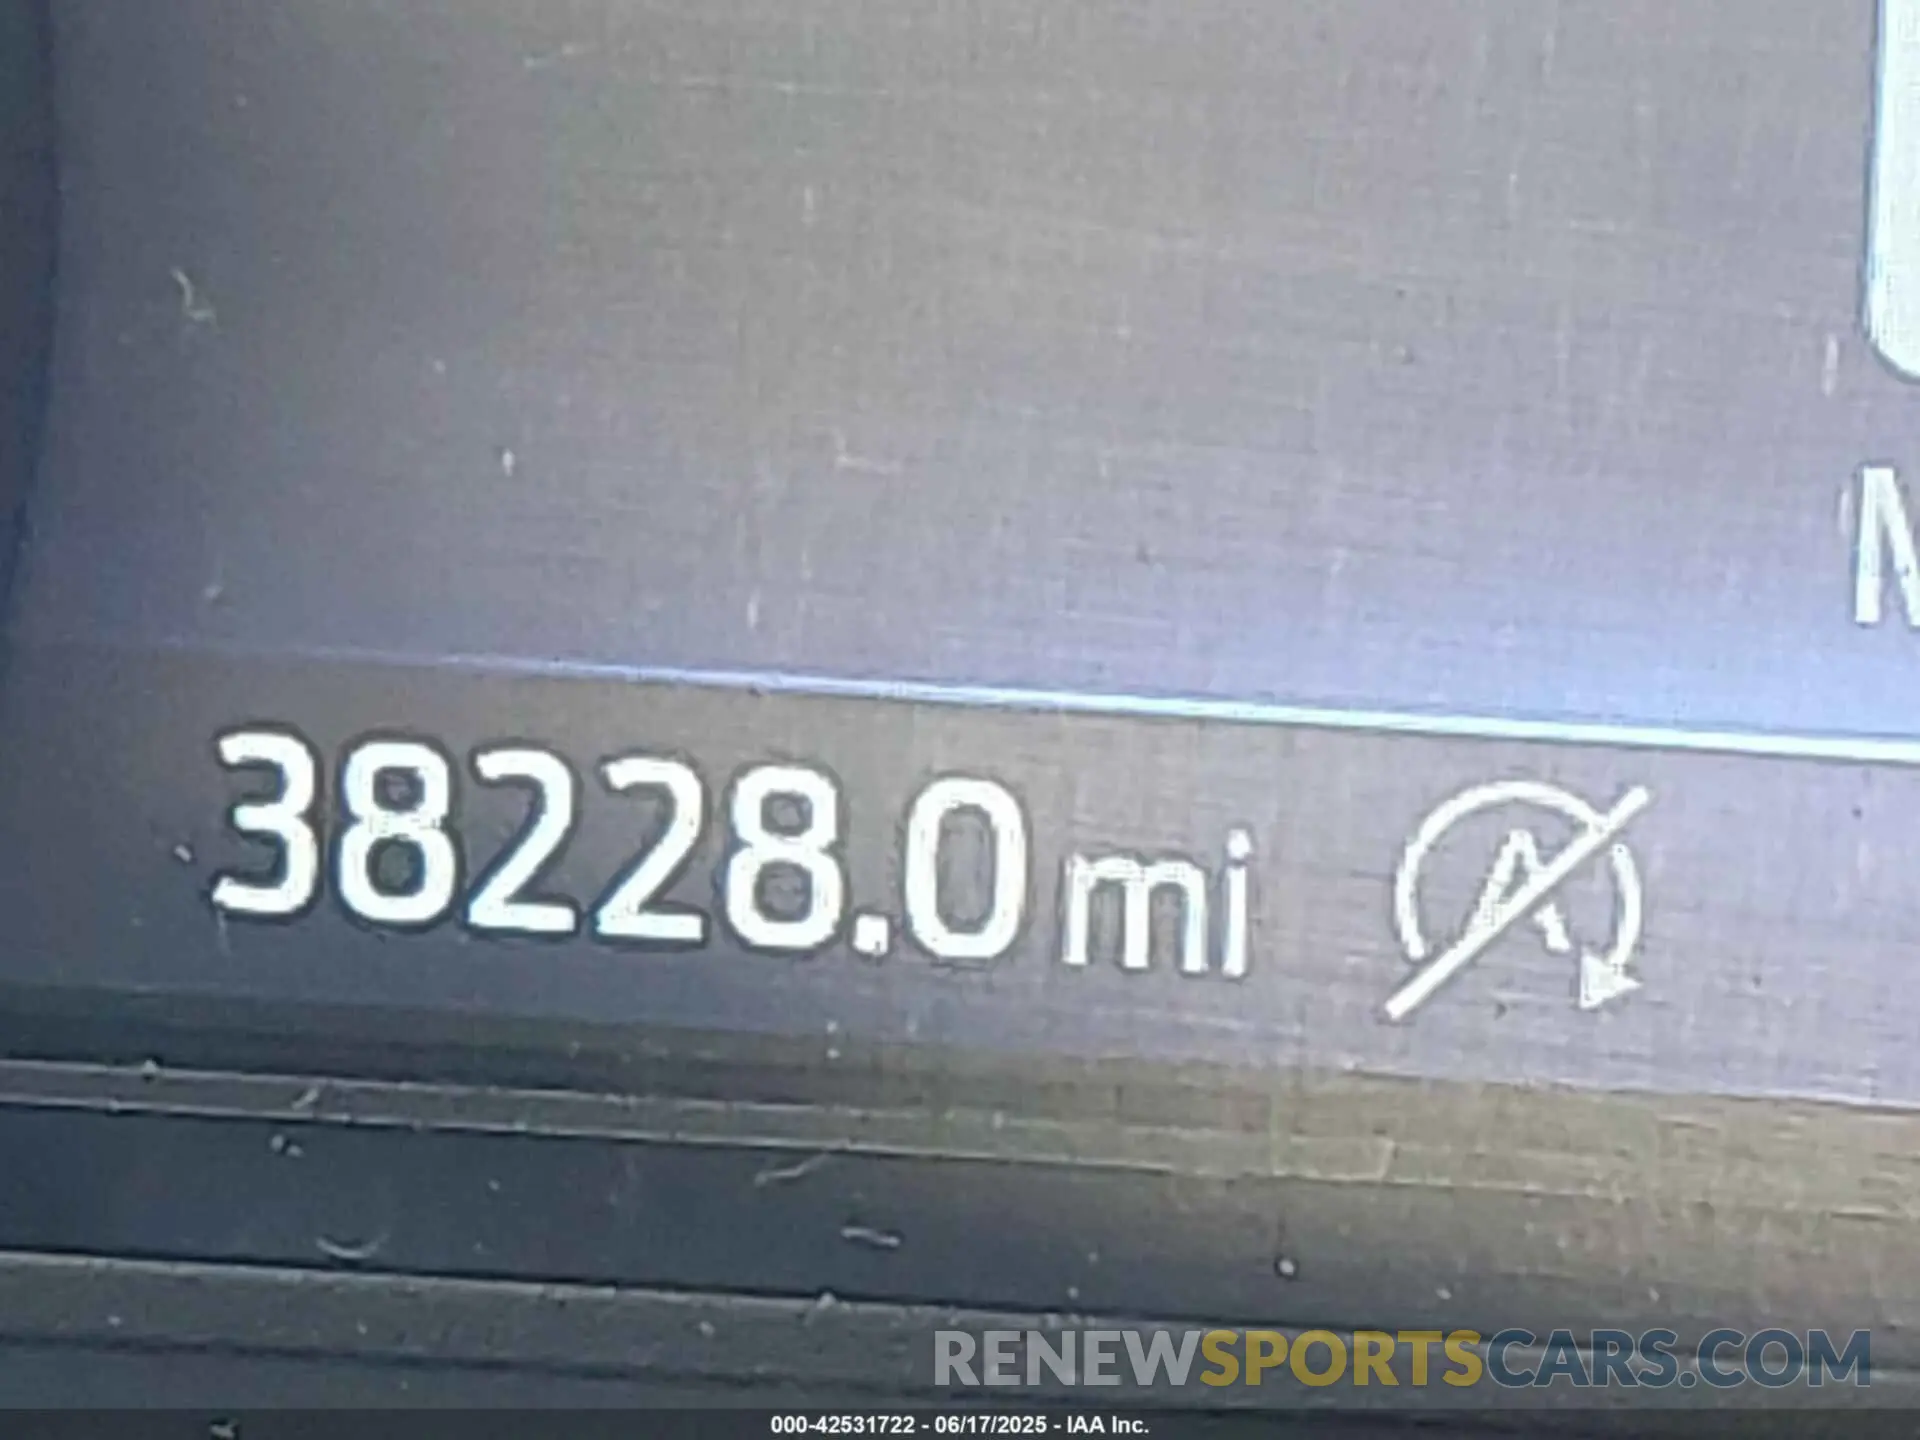 N
38228.0 mi
RENEWSPORTSCARS.COM
000-42531722 - 06/17/2025 - IAA Inc.